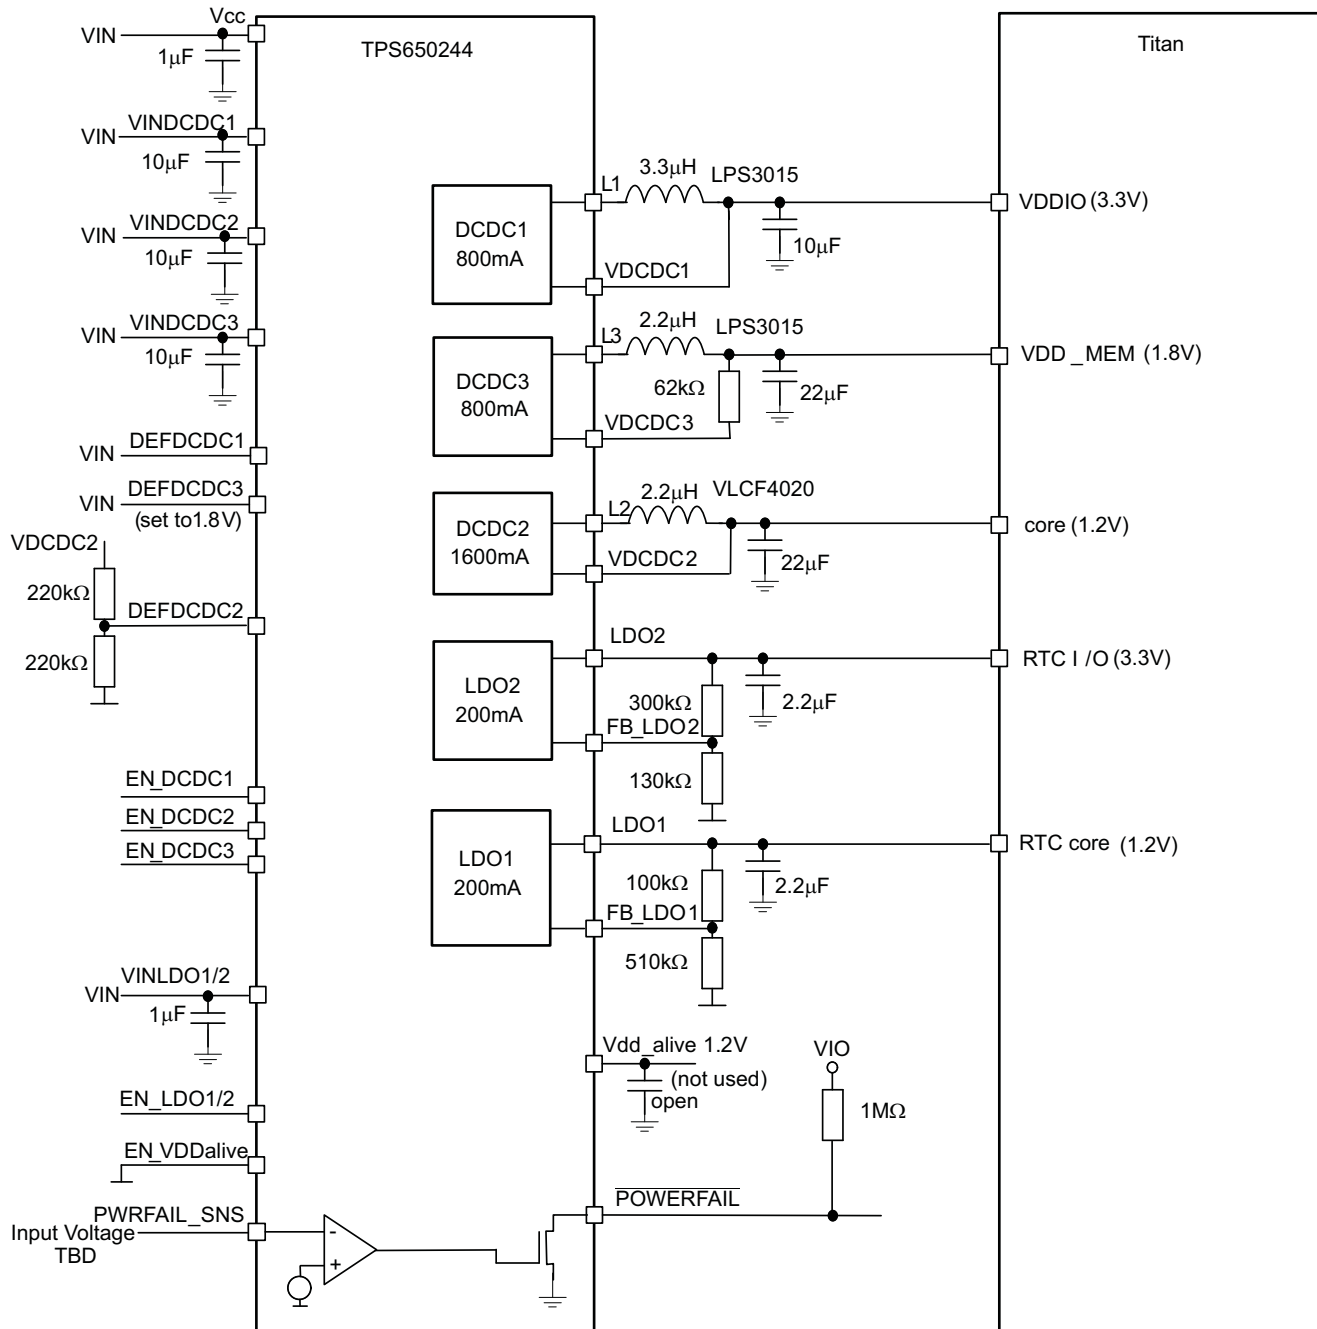 Vcc
VIN
1μF
TPS650244
Titan
VINDCDC1
VIN
10μF
VINDCDC2
VIN
10μF
VINDCDC3
VIN
10μF
DEFDCDC1
VIN
DEFDCDC3
VIN
(set to1.8V)
VDCDC2
220kΩ
DEFDCDC2
220kΩ
EN_DCDC1
EN_DCDC2
EN_DCDC3
VINLDO1/2
VIN
1μF
EN_LDO1/2
EN_VDDalive
PWRFAIL_SNS
Input Voltage
TBD
-
+
DCDC1
800mA
L1
3.3μH
LPS3015
10μF
VDCDC1
VDDIO (3.3V)
DCDC3
800mA
L3
2.2μH
LPS3015
62kΩ
22μF
VDCDC3
VDD_MEM (1.8V)
DCDC2
1600mA
L2
2.2μH
VLCF4020
22μF
VDCDC2
core (1.2V)
LDO2
200mA
LDO2
300kΩ
2.2μF
FB_LDO2
130kΩ
RTC I/O (3.3V)
LDO1
200mA
LDO1
100kΩ
2.2μF
FB_LDO1
510kΩ
RTC core (1.2V)
Vdd_alive 1.2V
(not used)
open
VIO
1MΩ
POWERFAIL